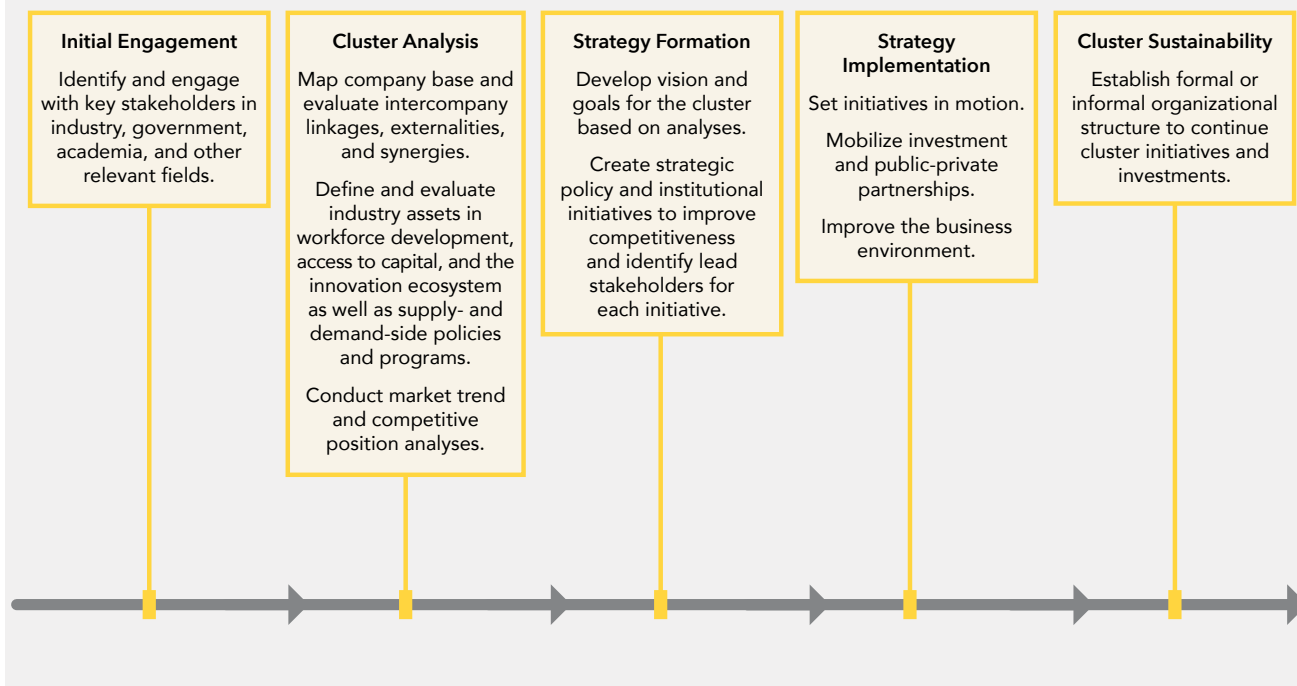 Initial Engagement
Identify and engage
with key stakeholders in
industry, government,
academia, and other
relevant fields.
Cluster Analysis
Map company base and
evaluate intercompany
linkages, externalities,
and synergies.
Define and evaluate
industry assets in
workforce development,
access to capital, and the
innovation ecosystem
as well as supply- and
demand-side policies
and programs.
Conduct market trend
and competitive
position analyses.
Strategy Formation
Develop vision and
goals for the cluster
based on analyses.
Create strategic
policy and institutional
initiatives to improve
competitiveness
and identify lead
stakeholders for
each initiative.
Strategy
Implementation
Set initiatives in motion.
Mobilize investment
and public-private
partnerships.
Improve the business
environment.
Cluster Sustainability
Establish formal or
informal organizational
structure to continue
cluster initiatives and
investments.